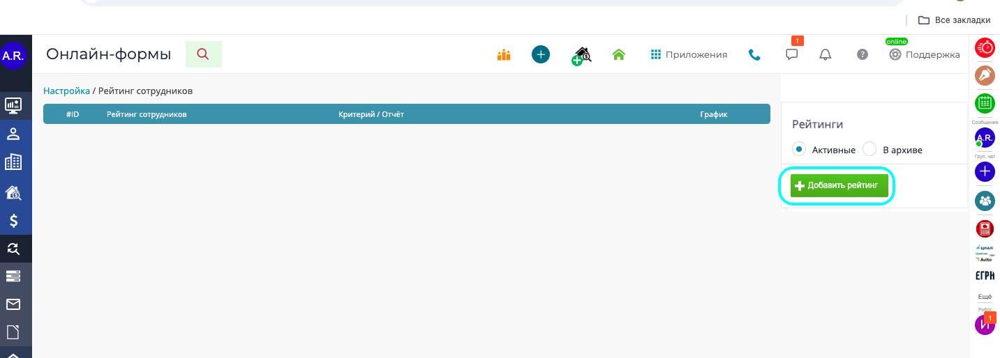 Все закладки
A.R.
Онлайн-формы
Приложения
1
?
online
Поддержка
Настройка / Рейтинг сотрудников
#ID Рейтинг сотрудников Критерий / Отчёт График
Рейтинги
Активные В архиве
Добавить рейтинг
Сообщения
A.R.
Груп. чат
ЦИАН
Avito
ЕГРН
Ещё
Робот
1
И